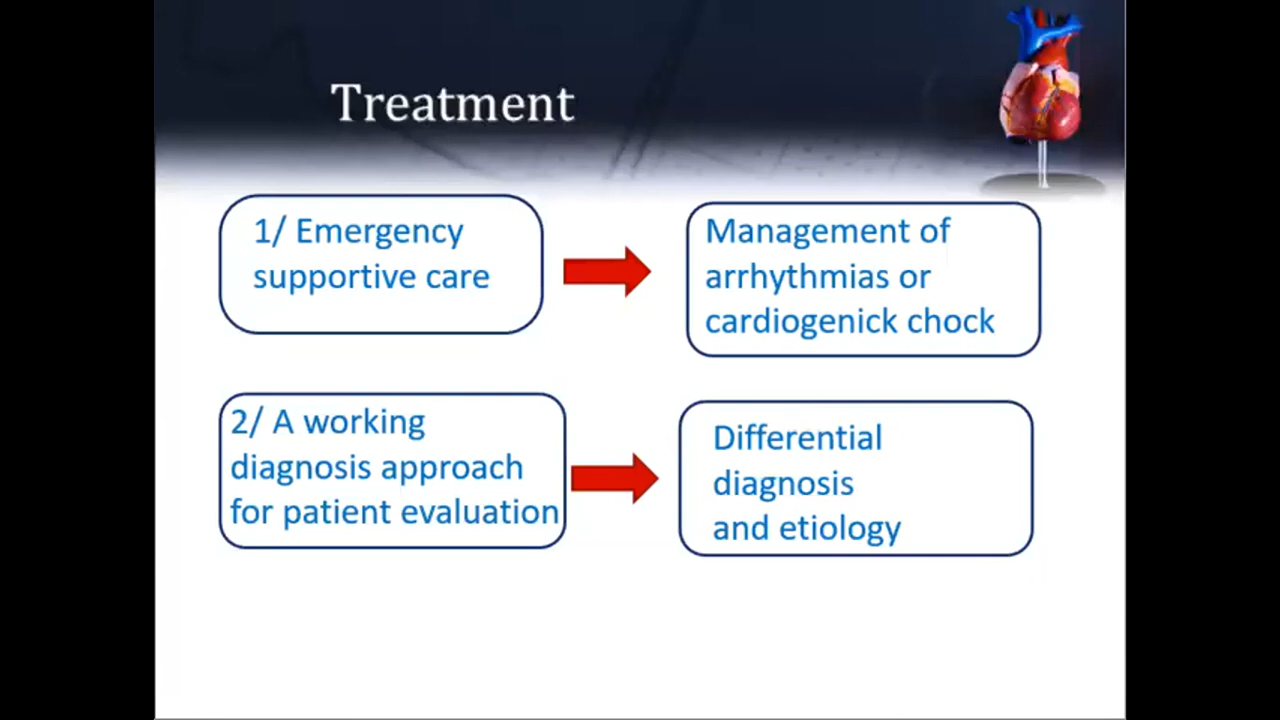 Treatment
1/ Emergency
supportive care
Management of
arrhythmias or
cardiogenick chock
2/ A working
diagnosis approach
for patient evaluation
Differential
diagnosis
and etiology